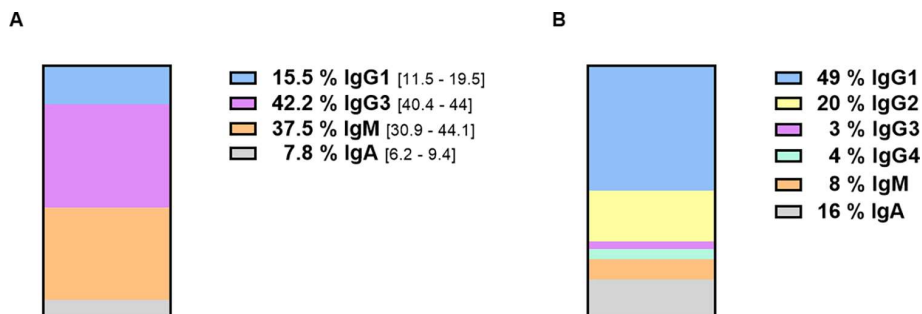 A
15.5 % IgG1 [11.5 - 19.5]
42.2 % IgG3 [40.4 - 44]
37.5 % IgM [30.9 - 44.1]
7.8 % IgA [6.2 - 9.4]
B
49 % IgG1
20 % IgG2
3 % IgG3
4 % IgG4
8 % IgM
16 % IgA